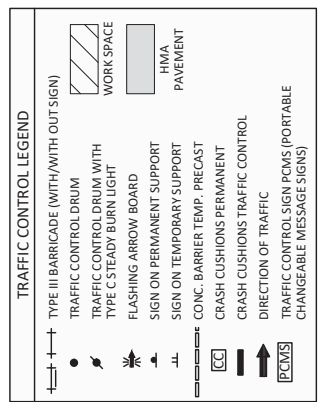 TRAFFIC CONTROL LEGEND
TYPE III BARRICADE (WITH/WITH OUT SIGN)
TRAFFIC CONTROL DRUM
TRAFFIC CONTROL DRUM WITH
TYPE C STEADY BURN LIGHT
FLASHING ARROW BOARD
SIGN ON PERMANENT SUPPORT
SIGN ON TEMPORARY SUPPORT
CONC. BARRIER TEMP. PRECAST
CC CRASH CUSHIONS PERMANENT
CRASH CUSHIONS TRAFFIC CONTROL
DIRECTION OF TRAFFIC
PCMS TRAFFIC CONTROL SIGN PCMS (PORTABLE
CHANGEABLE MESSAGE SIGNS)
WORK SPACE
HMA
PAVEMENT